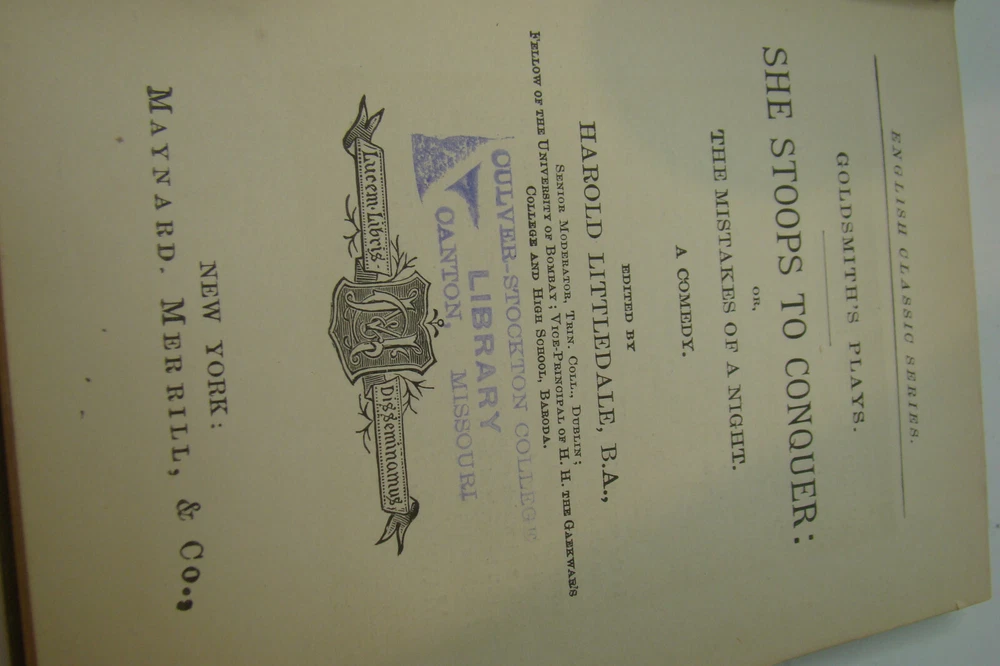 ENGLISH CLASSIC SERIES.
GOLDSMITH'S PLAYS.
SHE STOOPS TO CONQUER:
OR,
THE MISTAKES OF A NIGHT.
A COMEDY.
EDITED BY
HAROLD LITTLEDALE, B.A.,
SENIOR MODERATOR, TRIN. COLL., DUBLIN;
FELLOW OF THE UNIVERSITY OF BOMBAY; VICE-PRINCIPAL OF H. H. THE GAEKWAR'S
COLLEGE AND HIGH SCHOOL, BARODA.
CULVER-STOCKTON COLLEGE
LIBRARY
CANTON, MISSOURI
Lucem Libris Disseminamus
NEW YORK:
MAYNARD, MERRILL, & CO.,